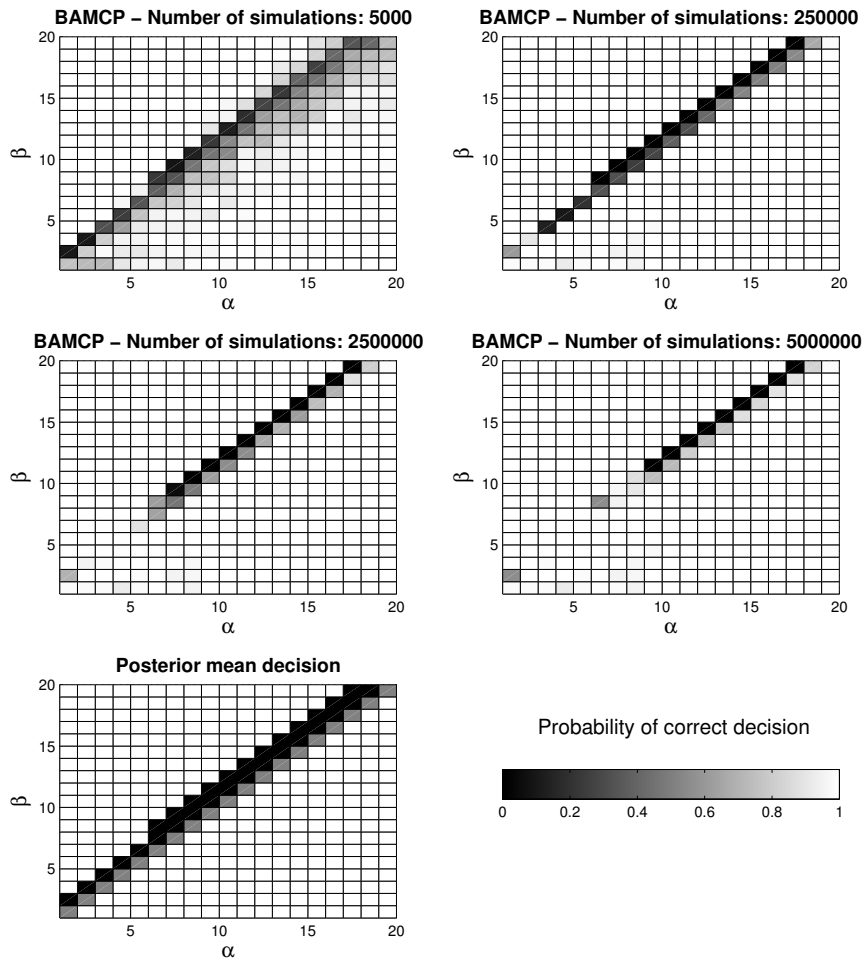 BAMCP − Number of simulations: 5000
20
15
10
5
β
5 10 15 20
α
BAMCP − Number of simulations: 250000
20
15
10
5
β
5 10 15 20
α
BAMCP − Number of simulations: 2500000
20
15
10
5
β
5 10 15 20
α
BAMCP − Number of simulations: 5000000
20
15
10
5
β
5 10 15 20
α
Posterior mean decision
20
15
10
5
β
5 10 15 20
α
Probability of correct decision
0 0.2 0.4 0.6 0.8 1